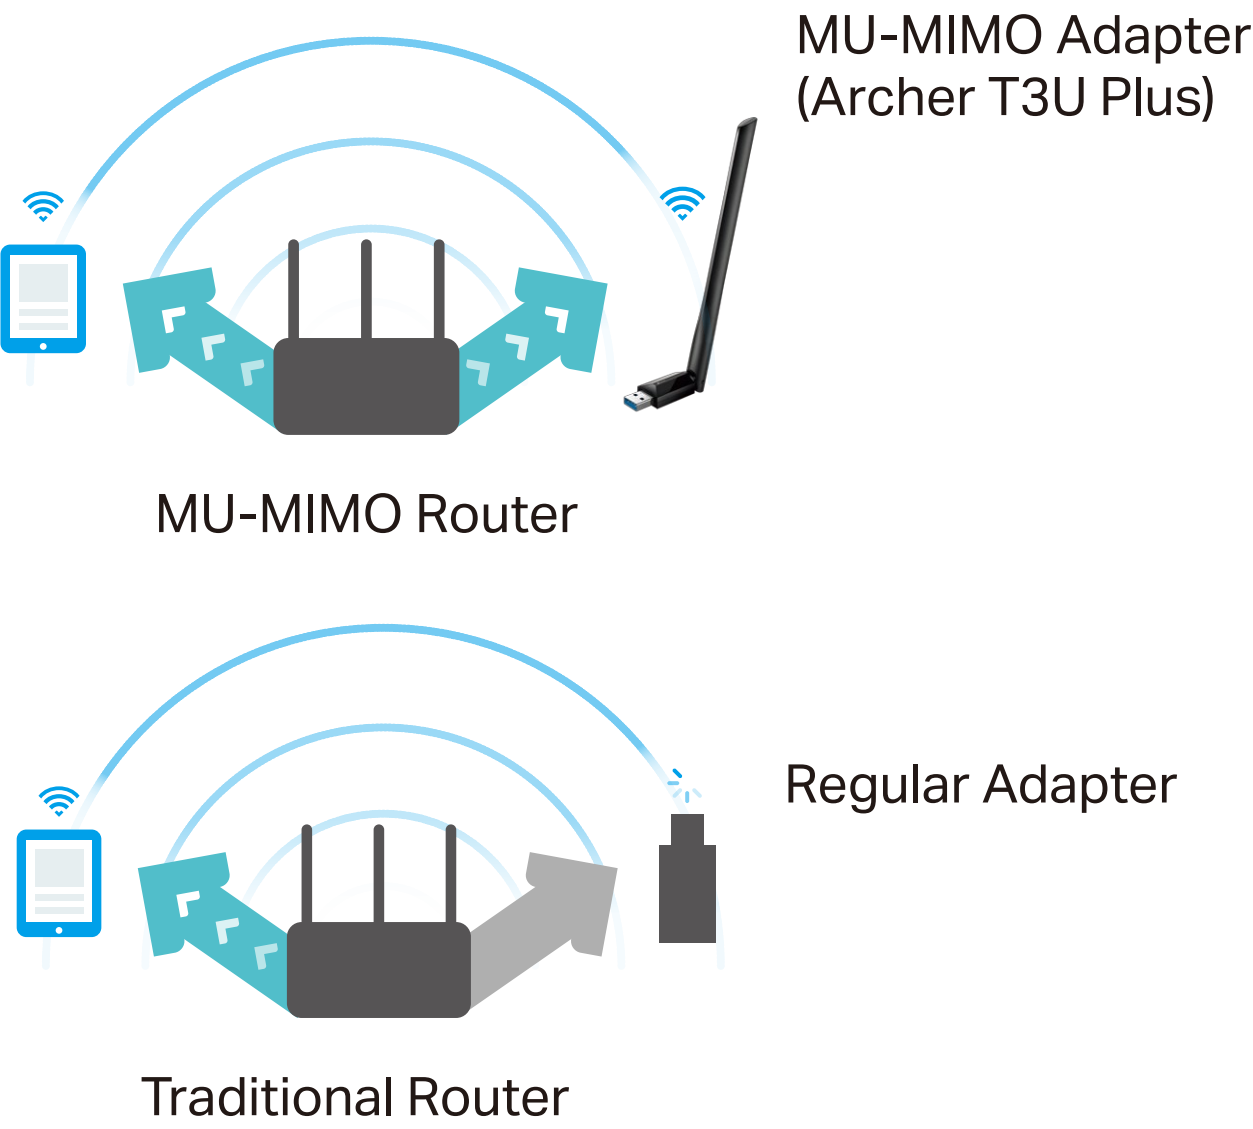 MU-MIMO Adapter
(Archer T3U Plus)
MU-MIMO Router
Regular Adapter
Traditional Router